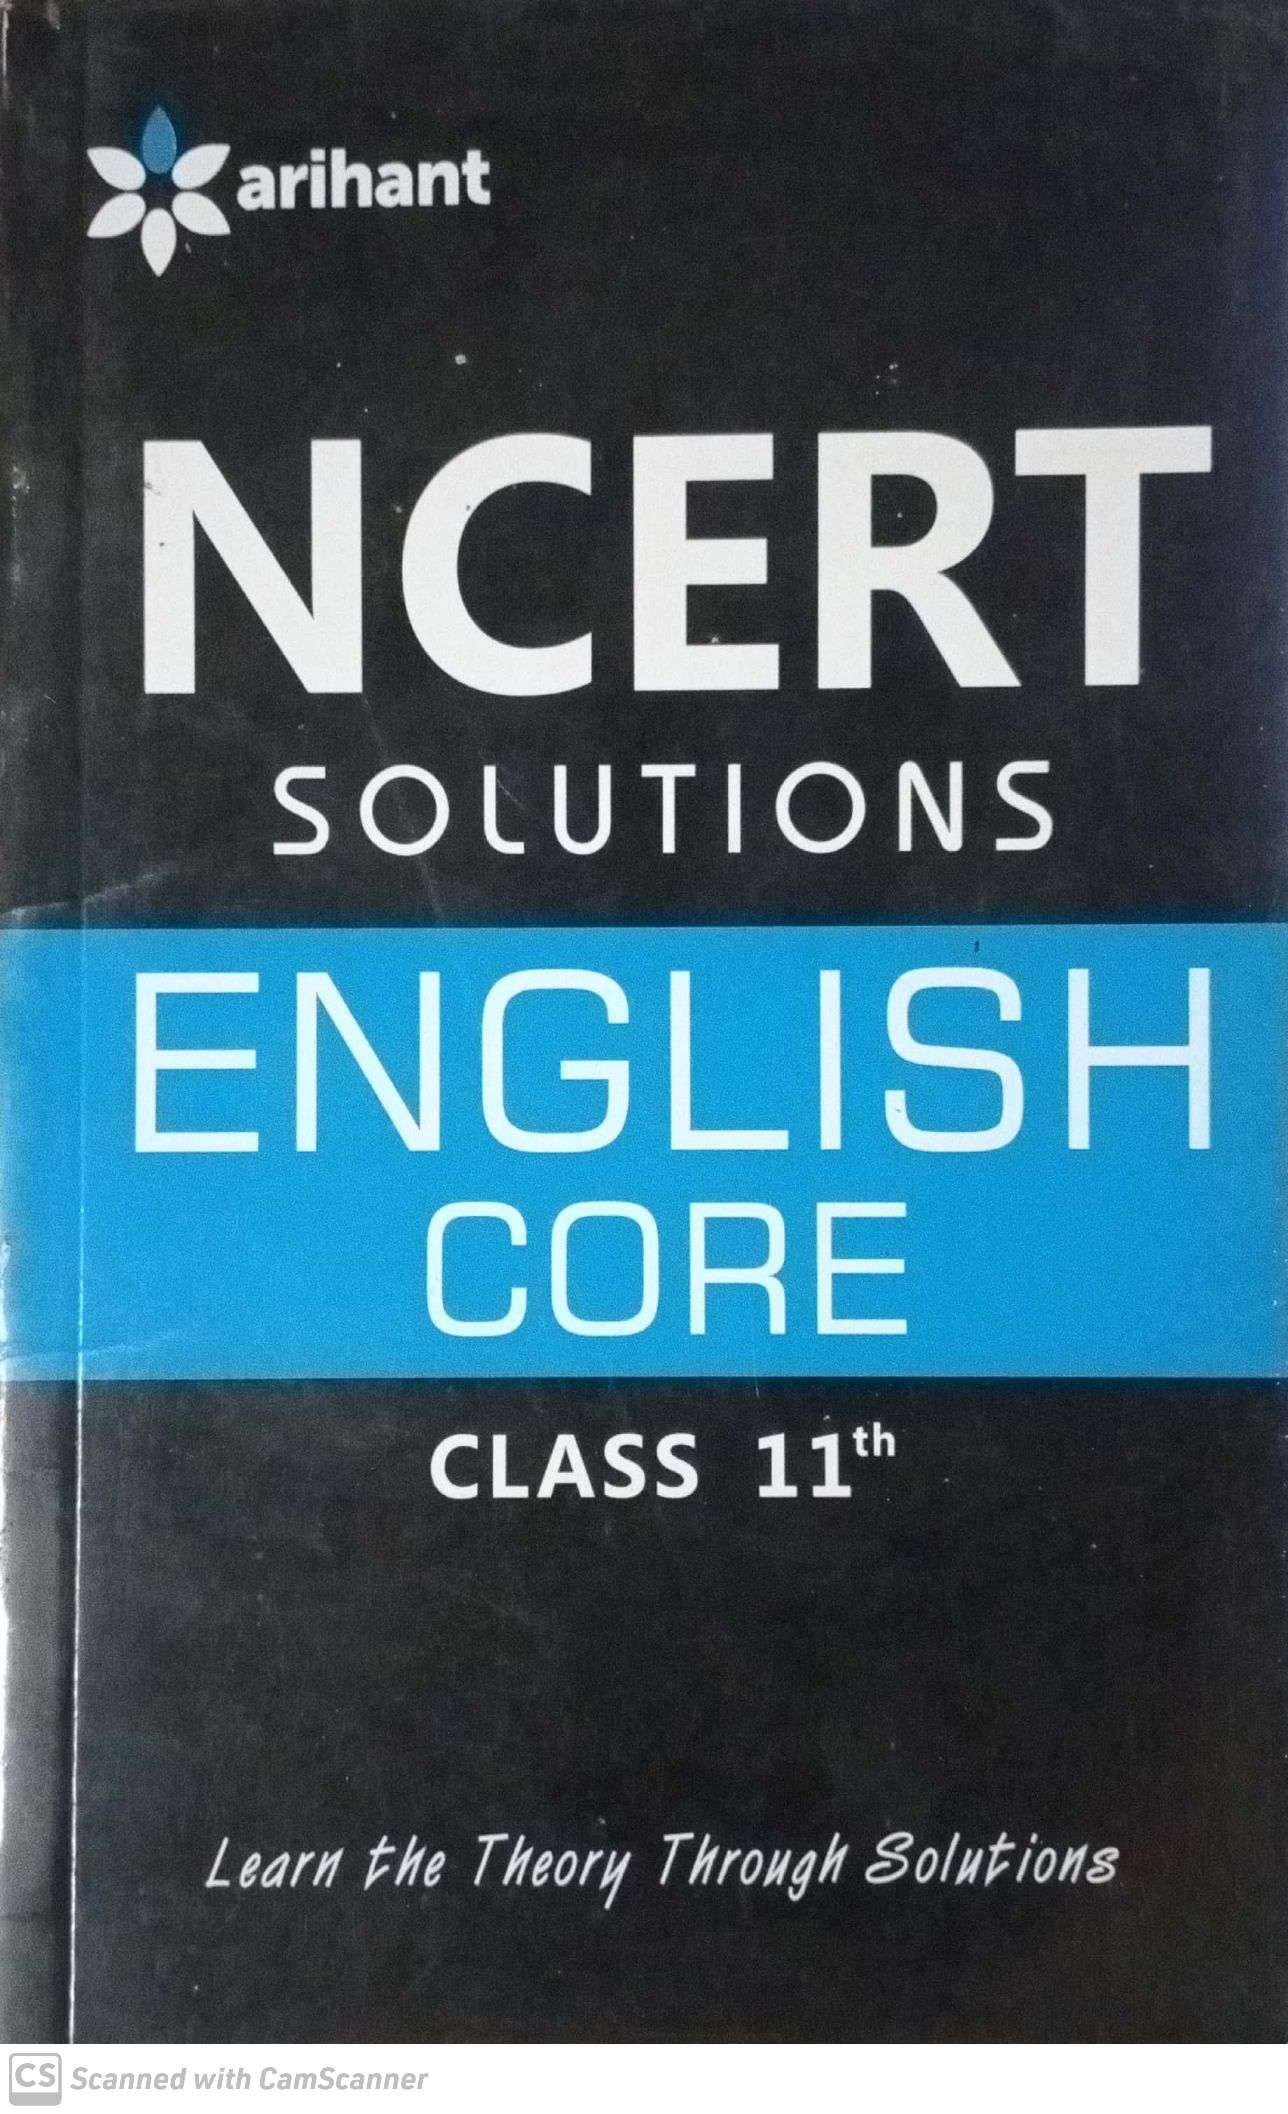 arihant
NCERT
SOLUTIONS
ENGLISH
CORE
CLASS 11th
Learn the Theory Through Solutions
CS Scanned with CamScanner